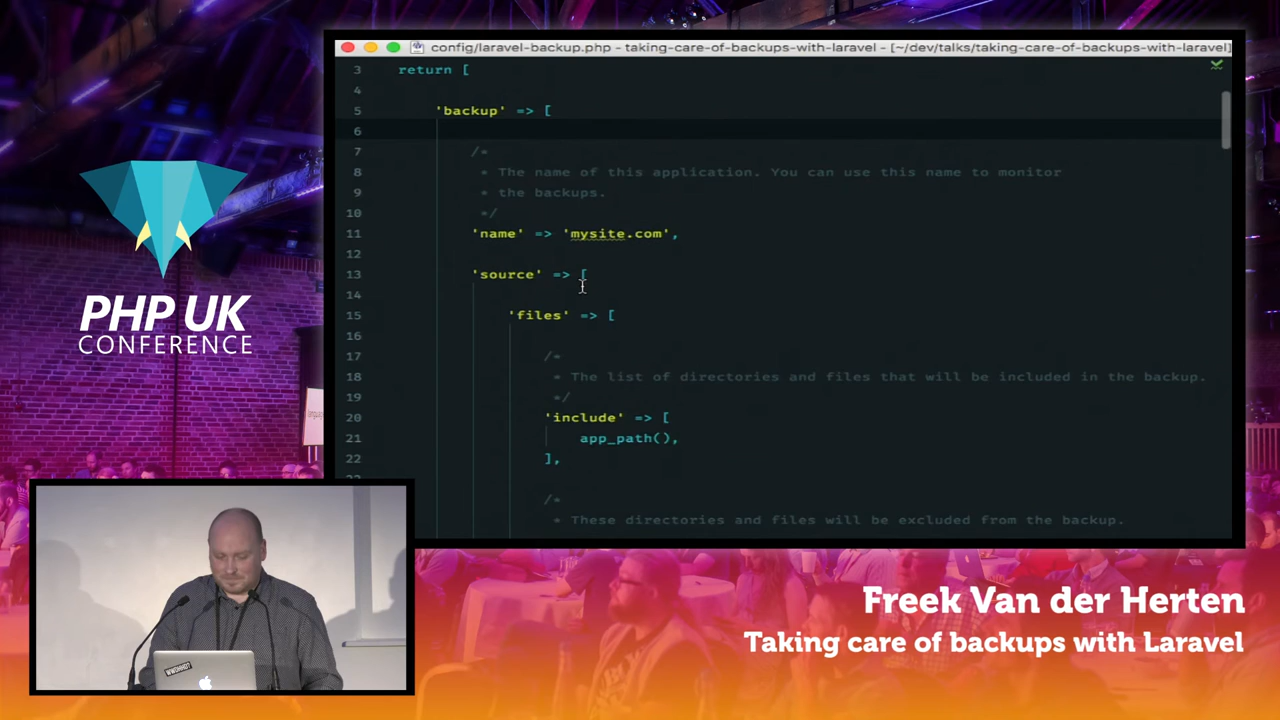 config/laravel-backup.php - taking-care-of-backups-with-laravel - [~/dev/talks/taking-care-of-backups-with-laravel]
3 return [
4
5 'backup' => [
6
7 /*
8 * The name of this application. You can use this name to monitor
9 * the backups.
10 */
11 'name' => 'mysite.com',
12
13 'source' => [
14
15 'files' => [
16
17 /*
18 * The list of directories and files that will be included in the backup.
19 */
20 'include' => [
21 app_path(),
22 ],
/*
* These directories and files will be excluded from the backup.
PHP UK
CONFERENCE
WWDHHD?
Freek Van der Herten
Taking care of backups with Laravel